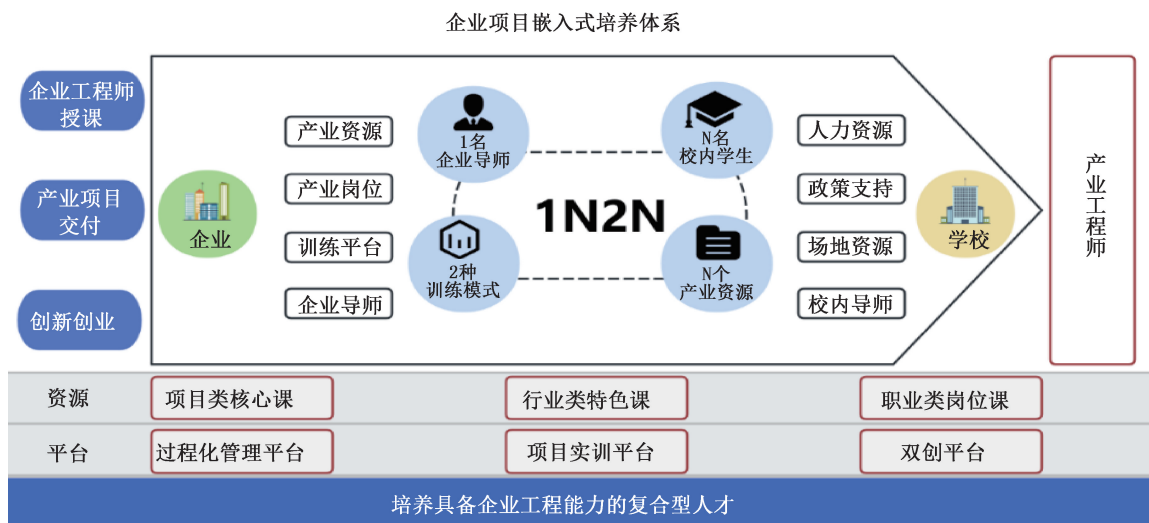 企业项目嵌入式培养体系
企业工程师
授课
产业项目
交付
创新创业
企业
产业资源
产业岗位
训练平台
企业导师
1名
企业导师
N名
校内学生
1N2N
2种
训练模式
N个
产业资源
人力资源
政策支持
场地资源
校内导师
学校
产业工程师
资源
项目类核心课
行业类特色课
职业类岗位课
平台
过程化管理平台
项目实训平台
双创平台
培养具备企业工程能力的复合型人才